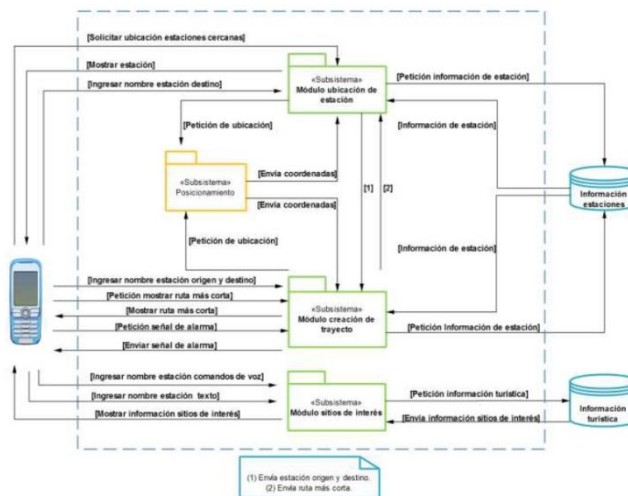 [Solicitar ubicación estaciones cercanas]
[Mostrar estación]
[Ingresar nombre estación destino]
«Subsistema»
Módulo ubicación de
estación
[Petición información de estación]
[Petición de ubicación]
[Información de estación]
«Subsistema»
Posicionamiento
[Envía coordenadas]
[Envía coordenadas]
[1]
[2]
Información
estaciones
[Petición de ubicación]
[Información de estación]
[Ingresar nombre estación origen y destino]
[Petición mostrar ruta más corta]
[Mostrar ruta más corta]
[Petición señal de alarma]
[Enviar señal de alarma]
«Subsistema»
Módulo creación de
trayecto
[Petición Información de estación]
[Ingresar nombre estación comandos de voz]
[Ingresar nombre estación texto]
[Mostrar información sitios de interés]
«Subsistema»
Módulo sitios de interés
[Petición información turística]
[Envía información sitios de interés]
Información
turística
(1) Envía estación origen y destino.
(2) Envía ruta más corta.